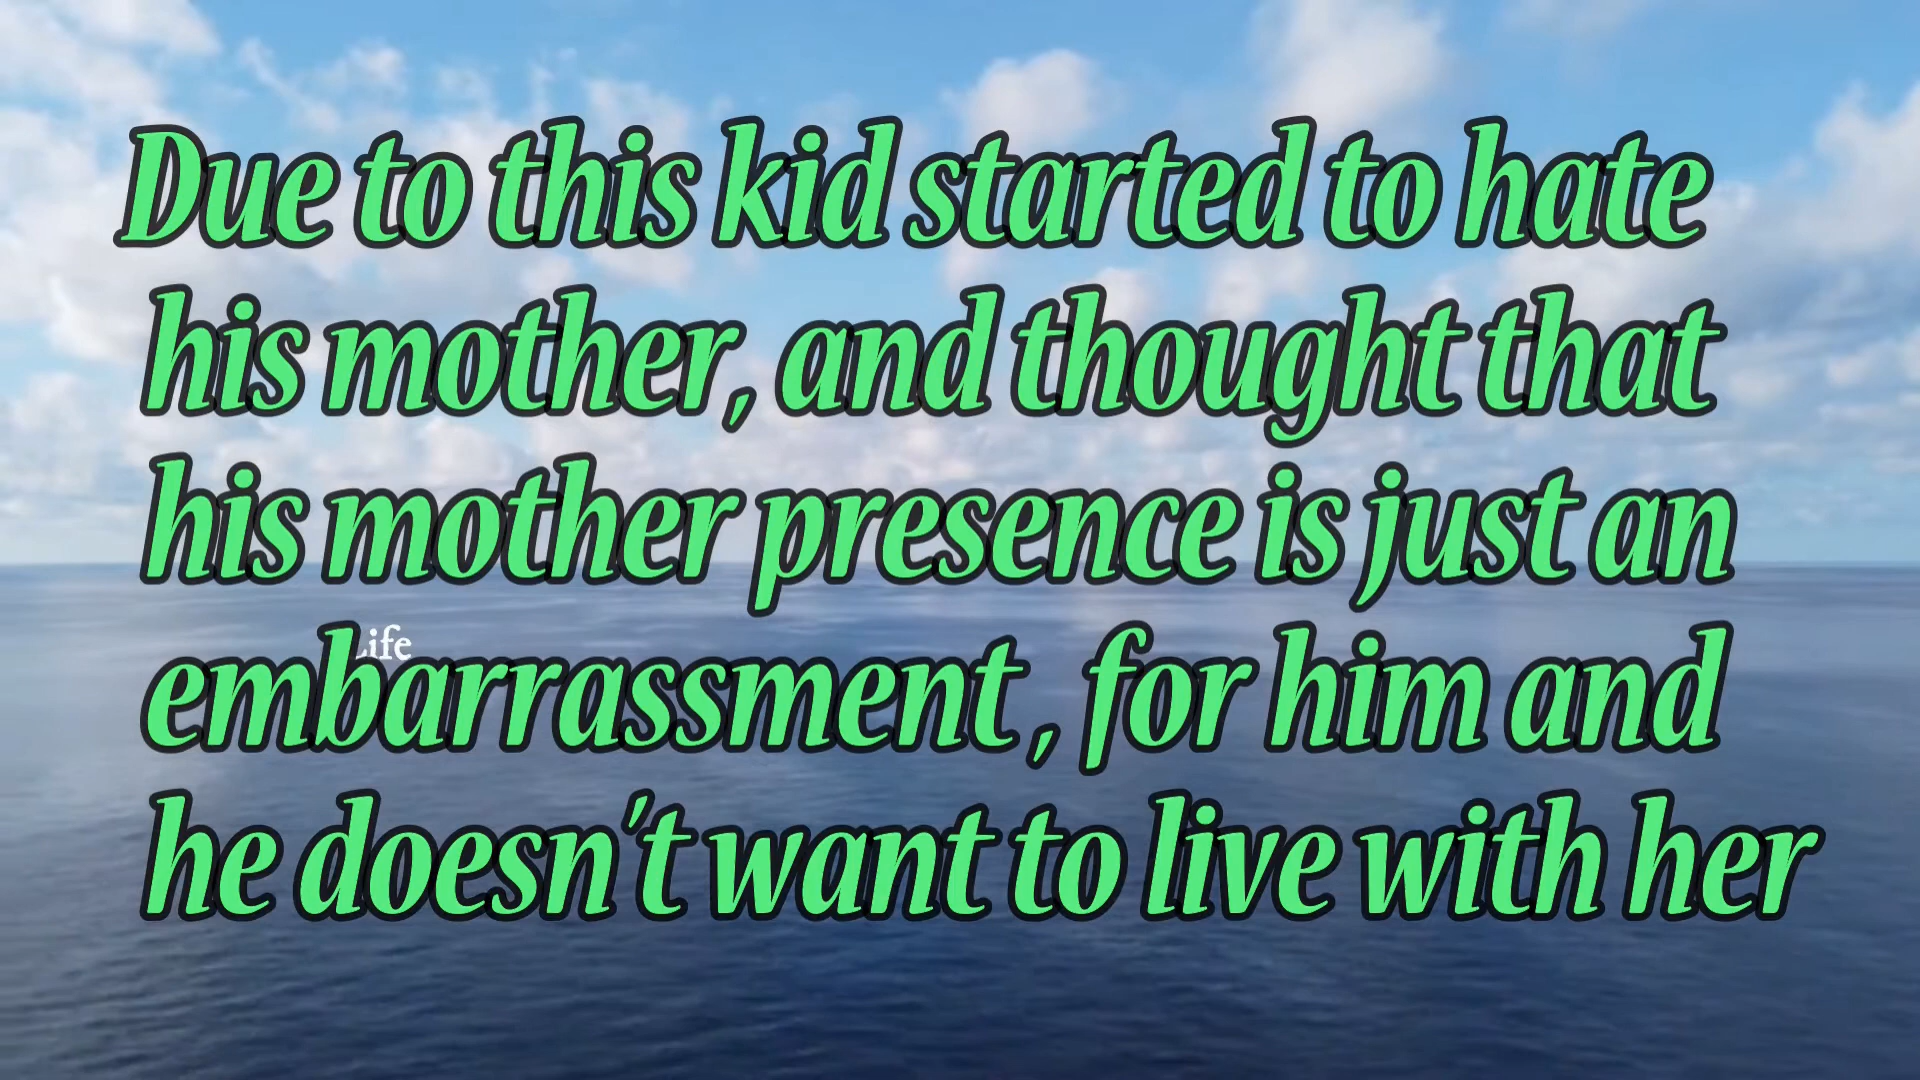 Due to this kid started to hate
his mother, and thought that
his mother presence is just an
Life
embarrassment, for him and
he doesn't want to live with her